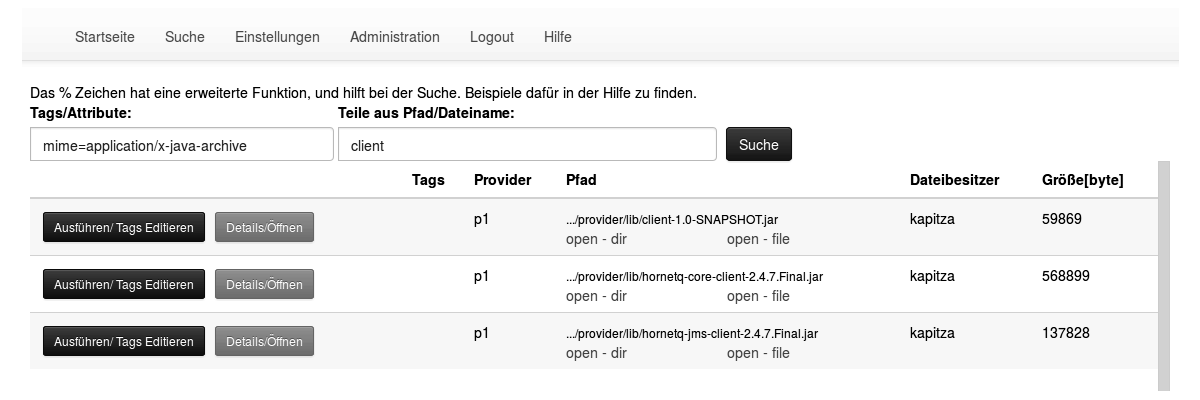 Startseite Suche Einstellungen Administration Logout Hilfe
Das % Zeichen hat eine erweiterte Funktion, und hilft bei der Suche. Beispiele dafür in der Hilfe zu finden.
Tags/Attribute: Teile aus Pfad/Dateiname:
mime=application/x-java-archive client Suche
Tags Provider Pfad Dateibesitzer Größe[byte]
Ausführen/ Tags Editieren Details/Öffnen p1 .../provider/lib/client-1.0-SNAPSHOT.jar kapitza 59869
open - dir open - file
Ausführen/ Tags Editieren Details/Öffnen p1 .../provider/lib/hornetq-core-client-2.4.7.Final.jar kapitza 568899
open - dir open - file
Ausführen/ Tags Editieren Details/Öffnen p1 .../provider/lib/hornetq-jms-client-2.4.7.Final.jar kapitza 137828
open - dir open - file